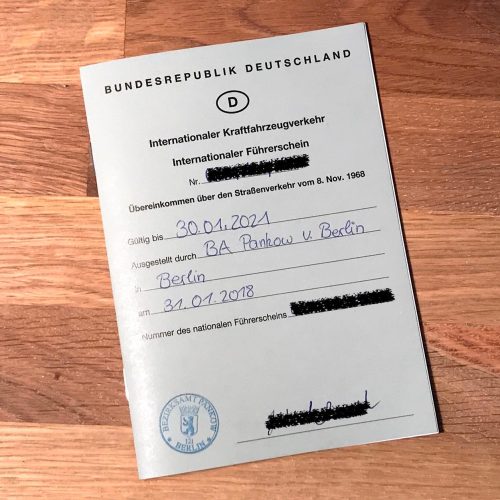 BUNDESREPUBLIK DEUTSCHLAND
D
Internationaler Kraftfahrzeugverkehr
Internationaler Führerschein
Nr.
Übereinkommen über den Straßenverkehr vom 8. Nov. 1968
Gültig bis 30.01.2021
Ausgestellt durch BA Pankow v. Berlin
in Berlin
am 31.01.2018
Nummer des nationalen Führerscheins
BEZIRKSAMT PANKOW
BERLIN